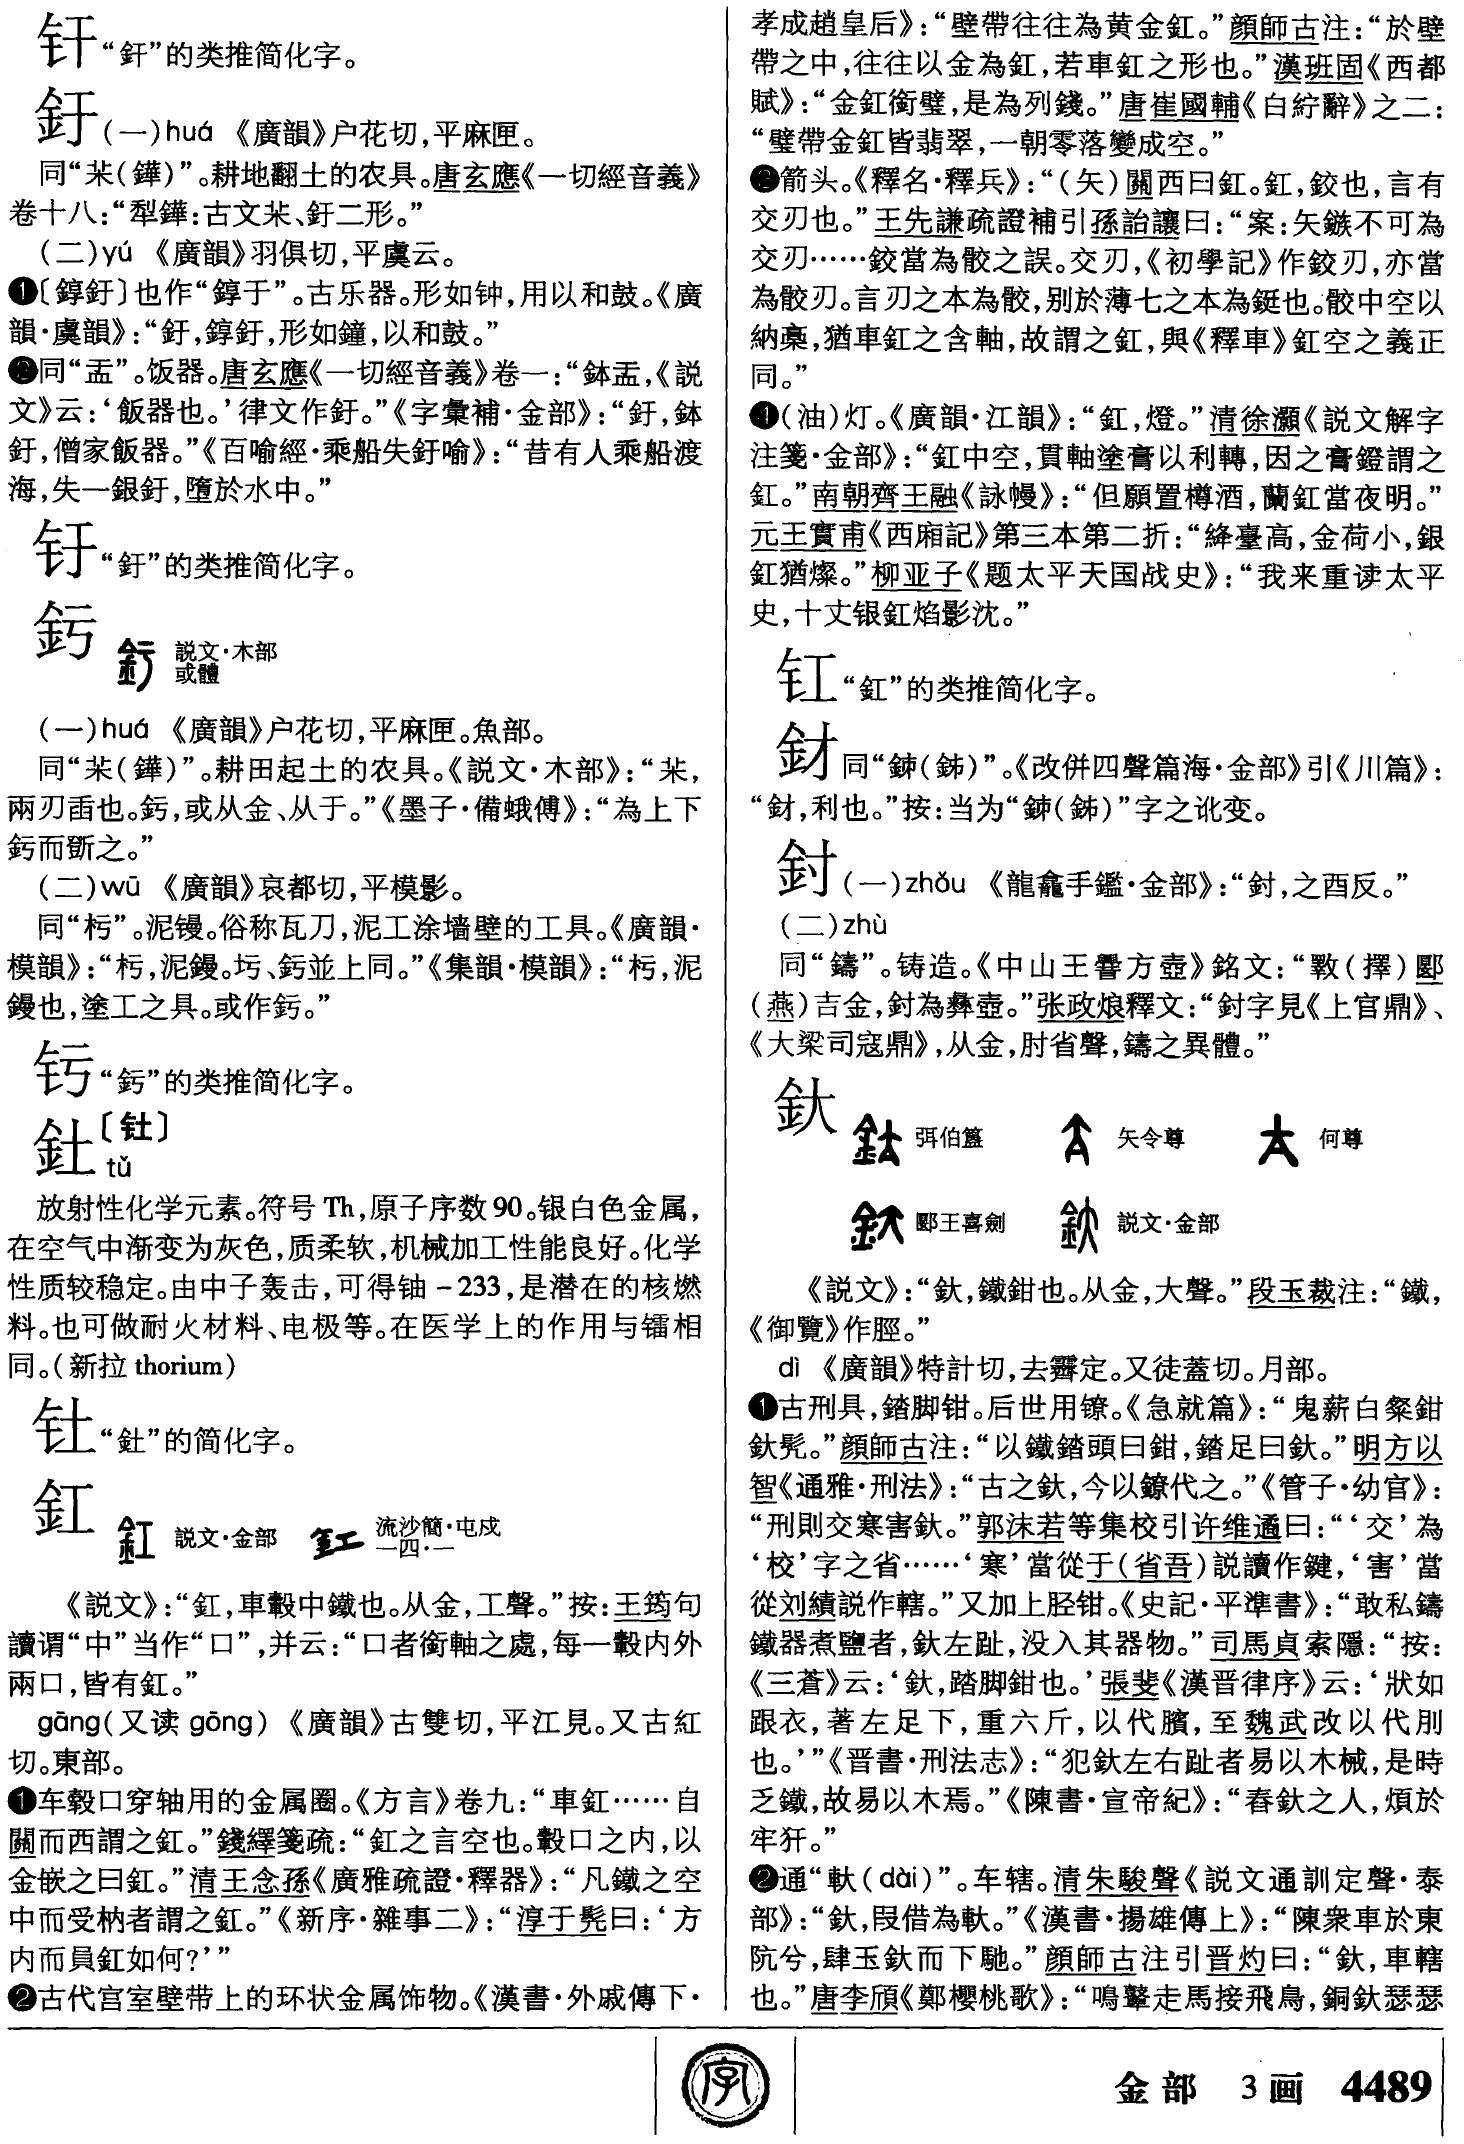 钎“釬”的类推简化字。
釪(一)huá 《廣韻》户花切，平麻匣。
同“茮(鏵)”。耕地翻土的农具。唐玄應《一切經音義》
卷十八：“犁鏵：古文茮、釪二形。”
(二)yú 《廣韻》羽俱切，平虞云。
❶〔錞釪〕也作“錞于”。古乐器。形如钟，用以和鼓。《廣
韻·虞韻》：“釪，錞釪，形如鐘，以和鼓。”
❷同“盂”。饭器。唐玄應《一切經音義》卷一：“鉢盂，《説
文》云：‘飯器也。’律文作釪。”《字彙補·金部》：“釪，鉢
釪，僧家飯器。”《百喻經·乘船失釪喻》：“昔有人乘船渡
海，失一銀釪，墮於水中。”
“釪”的类推简化字。
釫 説文·木部
或體
(一)huá 《廣韻》户花切，平麻匣。魚部。
同“枼(鏵)”。耕田起土的农具。《説文·木部》：“
兩刃臿也。釫，或从金、从于。”《墨子·備蛾傅》：“為上下
釫而斲之。”
(二)wū 《廣韻》哀都切，平模影。
同“杇”。泥镘。俗称瓦刀，泥工涂墙壁的工具。《廣韻·
模韻》：“杇，泥鏝。圬、釫並上同。”《集韻·模韻》：“杇，泥
鏝也，塗工之具。或作釫。”
“釫”的类推简化字。
釷〔钍〕
tǔ
放射性化学元素。符号 Th，原子序数 90。银白色金属，
在空气中渐变为灰色，质柔软，机械加工性能良好。化学
性质较稳定。由中子轰击，可得铀－233，是潜在的核燃
料。也可做耐火材料、电极等。在医学上的作用与镭相
同。(新拉 thorium)
钍“釷”的简化字。
釭 説文·金部 流沙簡·屯戍
一四·一
《説文》：“釭，車轂中鐵也。从金，工聲。”按：王筠句
讀谓“中”当作“口”，并云：“口者銜軸之處，每一轂内外
兩口，皆有釭。”
gāng(又读 gōng) 《廣韻》古雙切，平江見。又古紅
切。東部。
❶车毂口穿轴用的金属圈。《方言》卷九：“車釭……自
關而西謂之釭。”錢繹箋疏：“釭之言空也。轂口之内，以
金嵌之曰釭。”清王念孫《廣雅疏證·釋器》：“凡鐵之空
中而受枘者謂之釭。”《新序·雜事二》：“淳于髡曰：‘方
内而員釭如何？’”
❷古代宫室壁带上的环状金属饰物。《漢書·外戚傳下·
孝成趙皇后》：“壁帶往往為黄金釭。”顔師古注：“於壁
帶之中，往往以金為釭，若車釭之形也。”漢班固《西都
賦》：“金釭銜璧，是為列錢。”唐崔國輔《白紵辭》之二：
“璧帶金釭皆翡翠，一朝零落變成空。”
❸箭头。《釋名·釋兵》：“(矢)關西曰釭。釭，鉸也，言有
交刃也。”王先謙疏證補引孫詒讓曰：“案：矢鏃不可為
交刃……鉸當為骹之誤。交刃，《初學記》作鉸刃，亦當
為骹刃。言刃之本為骹，别於薄七之本為鋌也。骹中空以
納稾，猶車釭之含軸，故謂之釭，與《釋車》釭空之義正
同。”
❹(油)灯。《廣韻·江韻》：“釭，燈。”清徐灝《説文解字
注箋·金部》：“釭中空，貫軸塗膏以利轉，因之膏鐙謂之
釭。”南朝齊王融《詠幔》：“但願置樽酒，蘭釭當夜明。”
元王實甫《西廂記》第三本第二折：“絳臺高，金荷小，銀
釭猶燦。”柳亚子《题太平天国战史》：“我来重读太平
史，十丈银釭焰影沈。”
“釭”的类推简化字。
釮同“鋉(鉘)”。《改併四聲篇海·金部》引《川篇》：
“釮，利也。”按：当为“鋉(鉘)”字之讹变。
釨(一)zhǒu 《龍龕手鑑·金部》：“，之酉反。”
(二)zhù
同“鑄”。铸造。《中山王方壺》銘文：“(擇)郾
(燕)吉金，為彝壺。”张政烺釋文：“字見《上官鼎》、
《大梁司寇鼎》，从金，肘省聲，鑄之異體。”
釱 弭伯簋 矢令尊 何尊
郾王喜劍 説文·金部
《説文》：“釱，鐵鉗也。从金，大聲。”段玉裁注：“鐵，
《御覽》作脛。”
dì 《廣韻》特計切，去霽定。又徒蓋切。月部。
❶古刑具，錔脚钳。后世用镣。《急就篇》：“鬼薪白粲鉗
釱髡。”顔師古注：“以鐵錔頭曰鉗，錔足曰釱。”明方以
智《通雅·刑法》：“古之釱，今以鐐代之。”《管子·幼官》：
“刑則交寒害釱。”郭沫若等集校引许维遹曰：“‘交’為
‘校’字之省……‘寒’當從于(省吾)説讀作鍵，‘害’當
從刘績説作轄。”又加上胫钳。《史記·平準書》：“敢私鑄
鐵器煮鹽者，釱左趾，没入其器物。”司馬貞索隱：“按：
《三蒼》云：‘釱，踏脚鉗也。’張斐《漢晋律序》云：‘狀如
跟衣，著左足下，重六斤，以代臏，至魏武改以代刖
也。’”《晋書·刑法志》：“犯釱左右趾者易以木械，是時
乏鐵，故易以木焉。”《陳書·宣帝紀》：“舂釱之人，煩於
牢犴。”
❷通“軑(dài)”。车辖。清朱駿聲《説文通訓定聲·泰
部》：“釱，叚借為軑。”《漢書·揚雄傳上》：“陳衆車於東
阬兮，肆玉釱而下馳。”顔師古注引晋灼曰：“釱，車轄
也。”唐李頎《鄭櫻桃歌》：“鳴鼙走馬接飛鳥，銅釱瑟瑟
字
金部 3画 4489